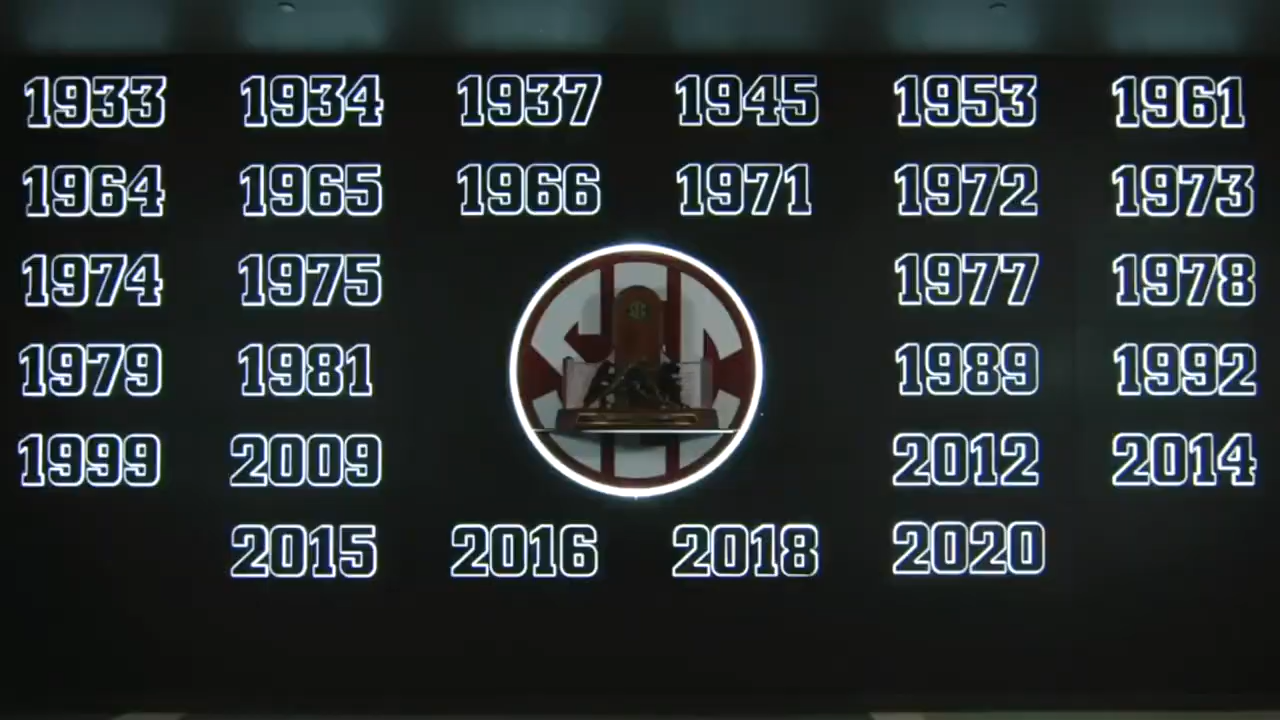 1933 1934 1937 1945 1953 1961
1964 1965 1966 1971 1972 1973
1974 1975 1977 1978
SEC
1979 1981 1989 1992
1999 2009 2012 2014
2015 2016 2018 2020